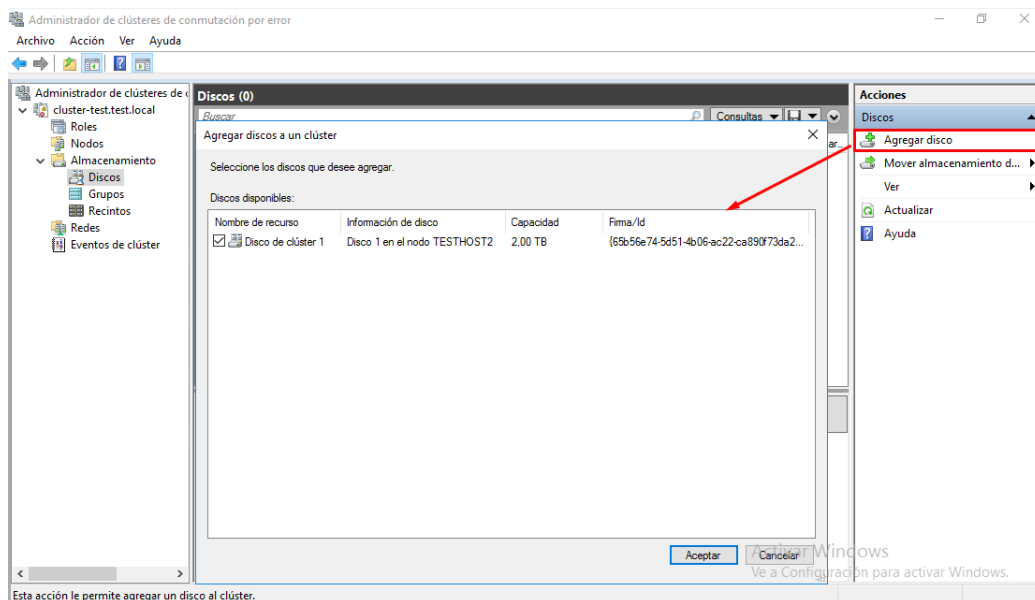 Administrador de clústeres de conmutación por error
Archivo Acción Ver Ayuda
Administrador de clústeres de c
cluster-test.test.local
Roles
Nodos
Almacenamiento
Discos
Grupos
Recintos
Redes
Eventos de clúster
Discos (0)
Buscar
Consultas
Agregar discos a un clúster
ar...
Seleccione los discos que desee agregar.
Discos disponibles:
Nombre de recurso Información de disco Capacidad Firma/Id
Disco de clúster 1 Disco 1 en el nodo TESTHOST2 2,00 TB {65b56e74-5d51-4b06-ac22-ca890f73da2...
Aceptar Cancelar
Acciones
Discos
Agregar disco
Mover almacenamiento d...
Ver
Actualizar
Ayuda
Activar Windows
Ve a Configuración para activar Windows.
Esta acción le permite agregar un disco al clúster.